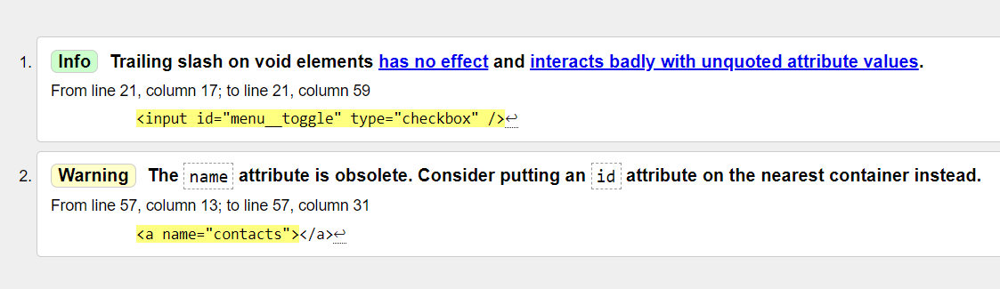 1. Info Trailing slash on void elements has no effect and interacts badly with unquoted attribute values.
From line 21, column 17; to line 21, column 59
<input id="menu__toggle" type="checkbox" />↩
2. Warning The name attribute is obsolete. Consider putting an id attribute on the nearest container instead.
From line 57, column 13; to line 57, column 31
<a name="contacts"></a>↩